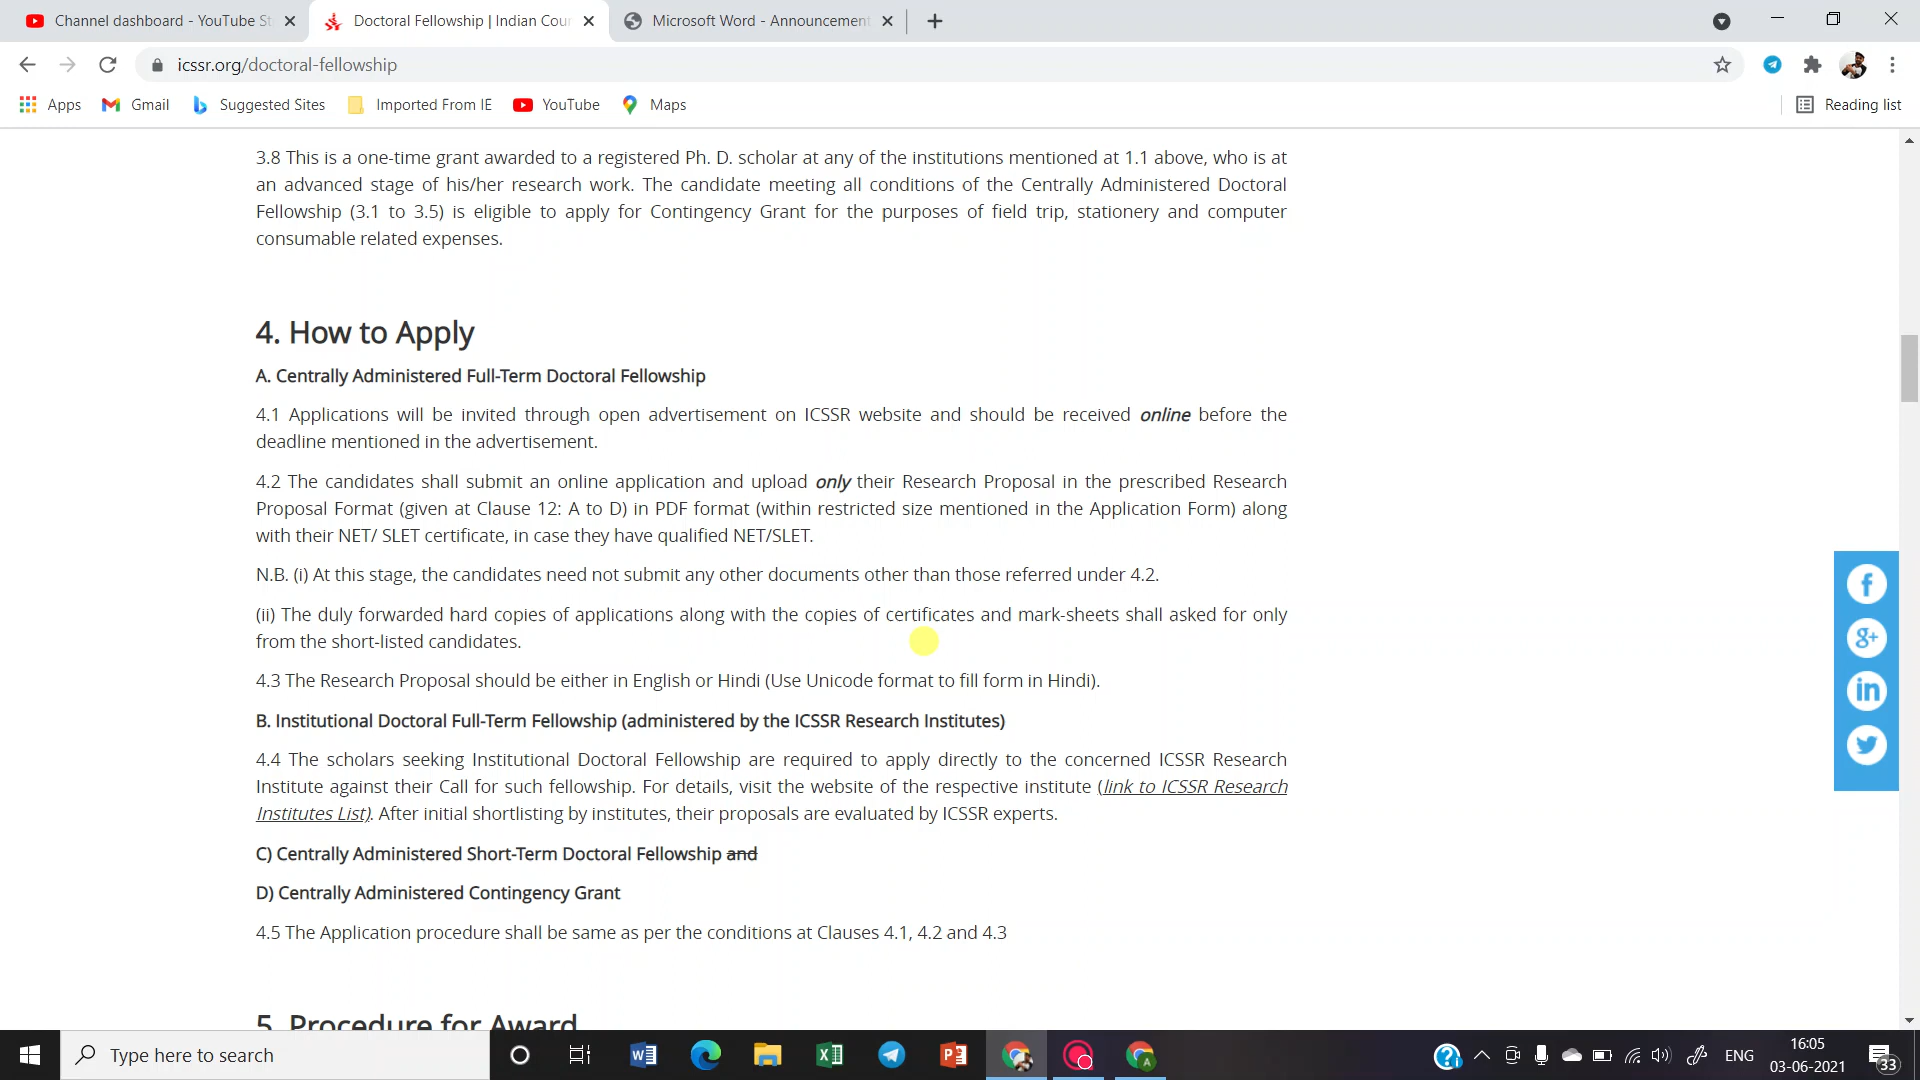 Channel dashboard - YouTube St
Doctoral Fellowship | Indian Coun
Microsoft Word - Announcement
icssr.org/doctoral-fellowship
Apps
Gmail
Suggested Sites
Imported From IE
YouTube
Maps
Reading list
3.8 This is a one-time grant awarded to a registered Ph. D. scholar at any of the institutions mentioned at 1.1 above, who is at
an advanced stage of his/her research work. The candidate meeting all conditions of the Centrally Administered Doctoral
Fellowship (3.1 to 3.5) is eligible to apply for Contingency Grant for the purposes of field trip, stationery and computer
consumable related expenses.
4. How to Apply
A. Centrally Administered Full-Term Doctoral Fellowship
4.1 Applications will be invited through open advertisement on ICSSR website and should be received online before the
deadline mentioned in the advertisement.
4.2 The candidates shall submit an online application and upload only their Research Proposal in the prescribed Research
Proposal Format (given at Clause 12: A to D) in PDF format (within restricted size mentioned in the Application Form) along
with their NET/ SLET certificate, in case they have qualified NET/SLET.
N.B. (i) At this stage, the candidates need not submit any other documents other than those referred under 4.2.
(ii) The duly forwarded hard copies of applications along with the copies of certificates and mark-sheets shall asked for only
from the short-listed candidates.
4.3 The Research Proposal should be either in English or Hindi (Use Unicode format to fill form in Hindi).
B. Institutional Doctoral Full-Term Fellowship (administered by the ICSSR Research Institutes)
4.4 The scholars seeking Institutional Doctoral Fellowship are required to apply directly to the concerned ICSSR Research
Institute against their Call for such fellowship. For details, visit the website of the respective institute (link to ICSSR Research
Institutes List). After initial shortlisting by institutes, their proposals are evaluated by ICSSR experts.
C) Centrally Administered Short-Term Doctoral Fellowship and
D) Centrally Administered Contingency Grant
4.5 The Application procedure shall be same as per the conditions at Clauses 4.1, 4.2 and 4.3
5. Procedure for Award
Type here to search
ENG
16:05
03-06-2021
33